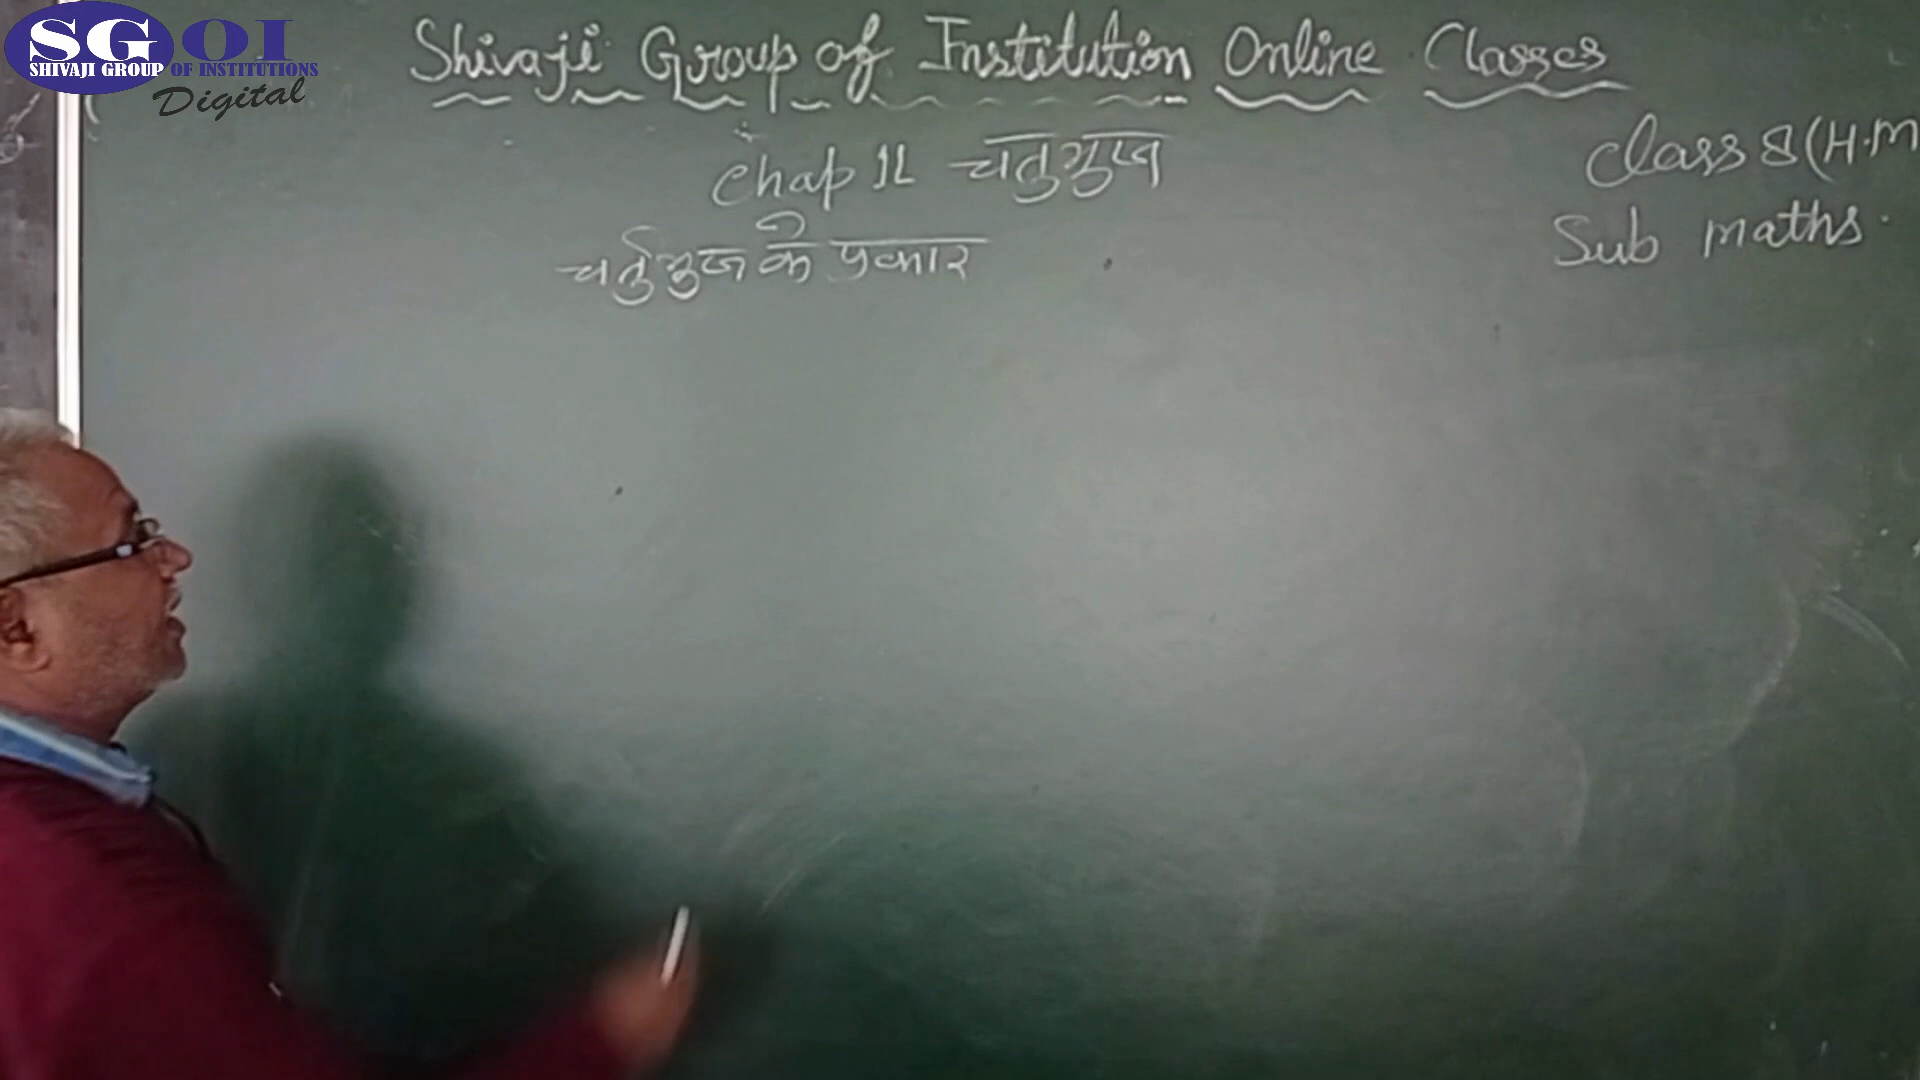 SGOI
SHIVAJI GROUP OF INSTITUTIONS
Digital
Shivaji Group of Institution Online Classes
Chap 11 चतुर्भुज
Class 8 (H.M
Sub maths.
चर्तुभुज के प्रकार